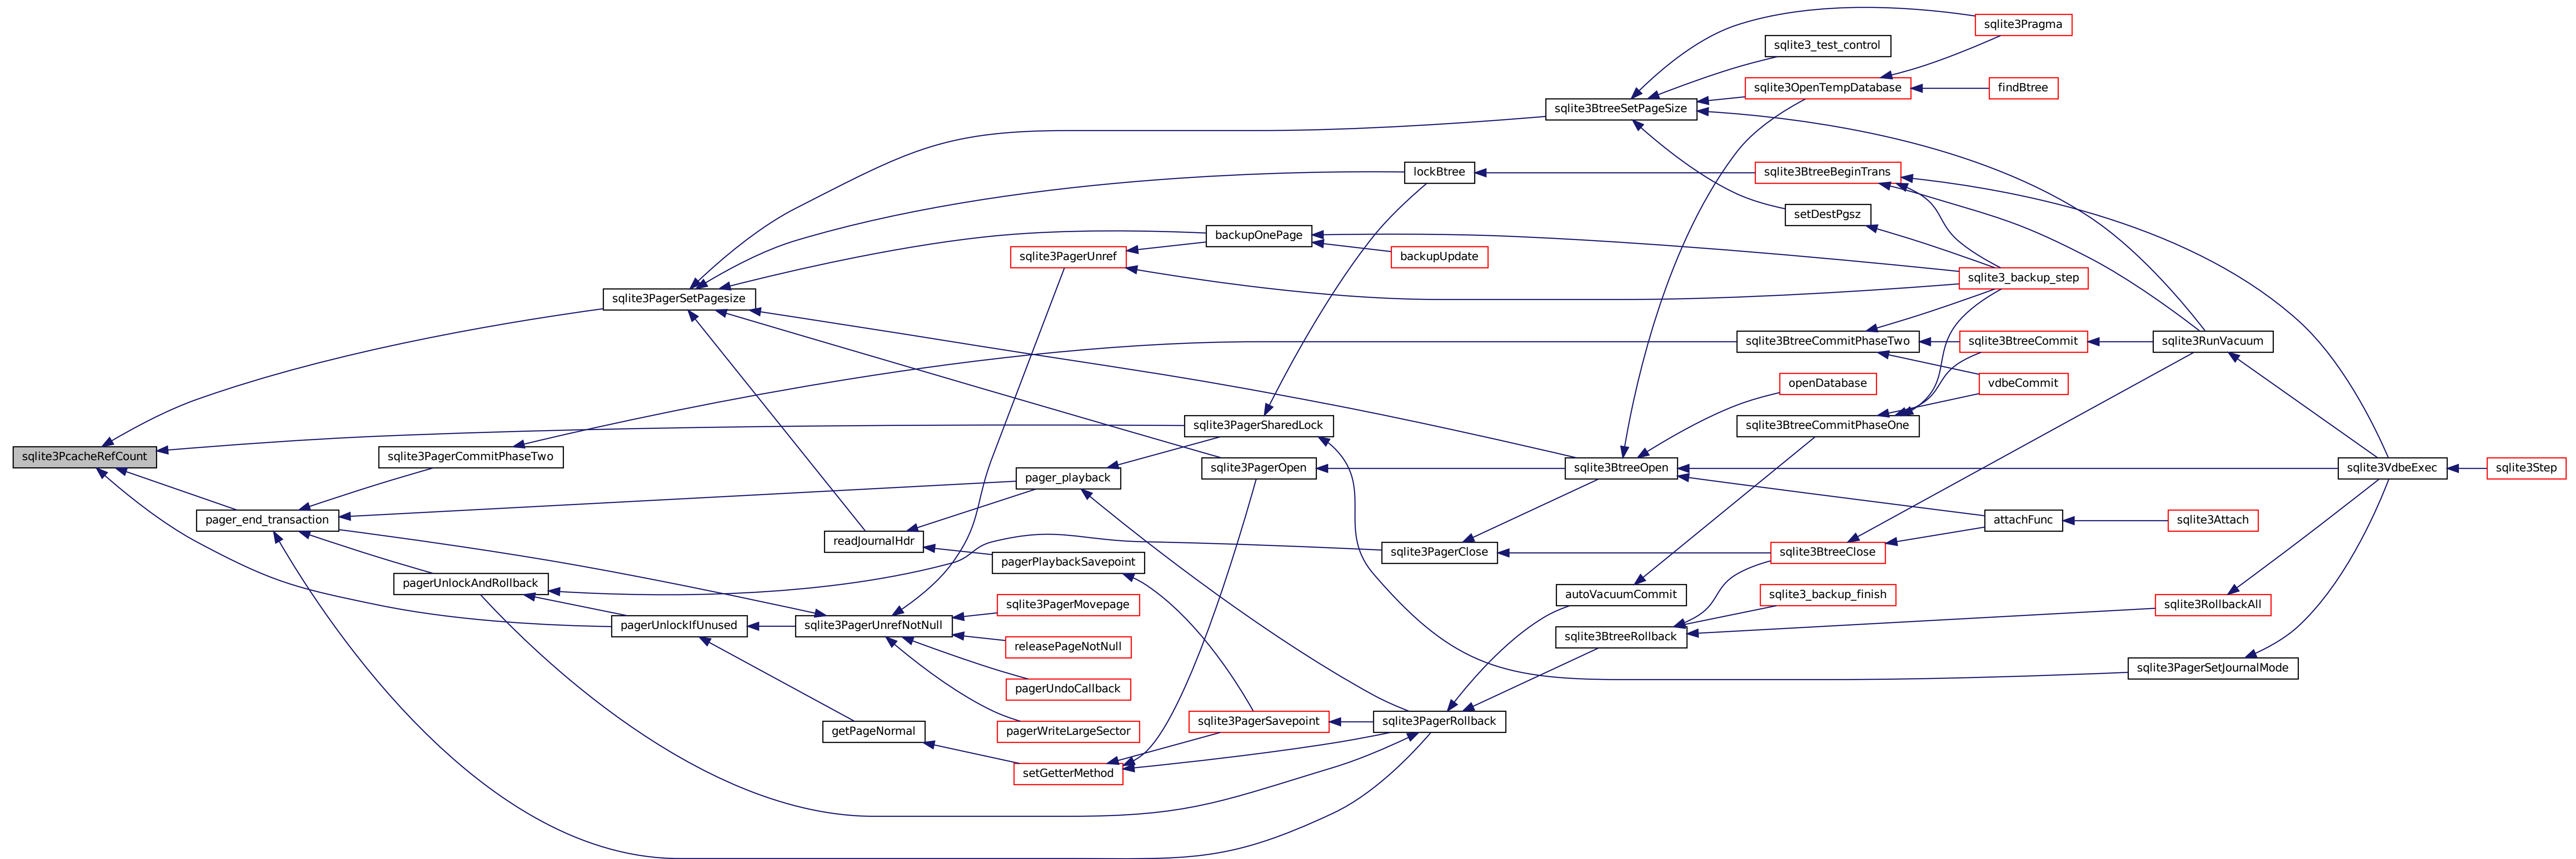 sqlite3Pragma
sqlite3_test_control
sqlite3OpenTempDatabase
findBtree
sqlite3BtreeSetPageSize
lockBtree
sqlite3BtreeBeginTrans
setDestPgsz
backupOnePage
sqlite3PagerUnref
backupUpdate
sqlite3_backup_step
sqlite3PagerSetPagesize
sqlite3BtreeCommitPhaseTwo
sqlite3BtreeCommit
sqlite3RunVacuum
openDatabase
vdbeCommit
sqlite3PagerSharedLock
sqlite3BtreeCommitPhaseOne
sqlite3PcacheRefCount
sqlite3PagerCommitPhaseTwo
sqlite3PagerOpen
sqlite3BtreeOpen
sqlite3VdbeExec
sqlite3Step
pager_playback
pager_end_transaction
attachFunc
sqlite3Attach
readJournalHdr
sqlite3PagerClose
sqlite3BtreeClose
pagerPlaybackSavepoint
pagerUnlockAndRollback
autoVacuumCommit
sqlite3_backup_finish
sqlite3PagerMovepage
sqlite3RollbackAll
pagerUnlockIfUnused
sqlite3PagerUnrefNotNull
sqlite3BtreeRollback
releasePageNotNull
sqlite3PagerSetJournalMode
pagerUndoCallback
sqlite3PagerSavepoint
sqlite3PagerRollback
getPageNormal
pagerWriteLargeSector
setGetterMethod